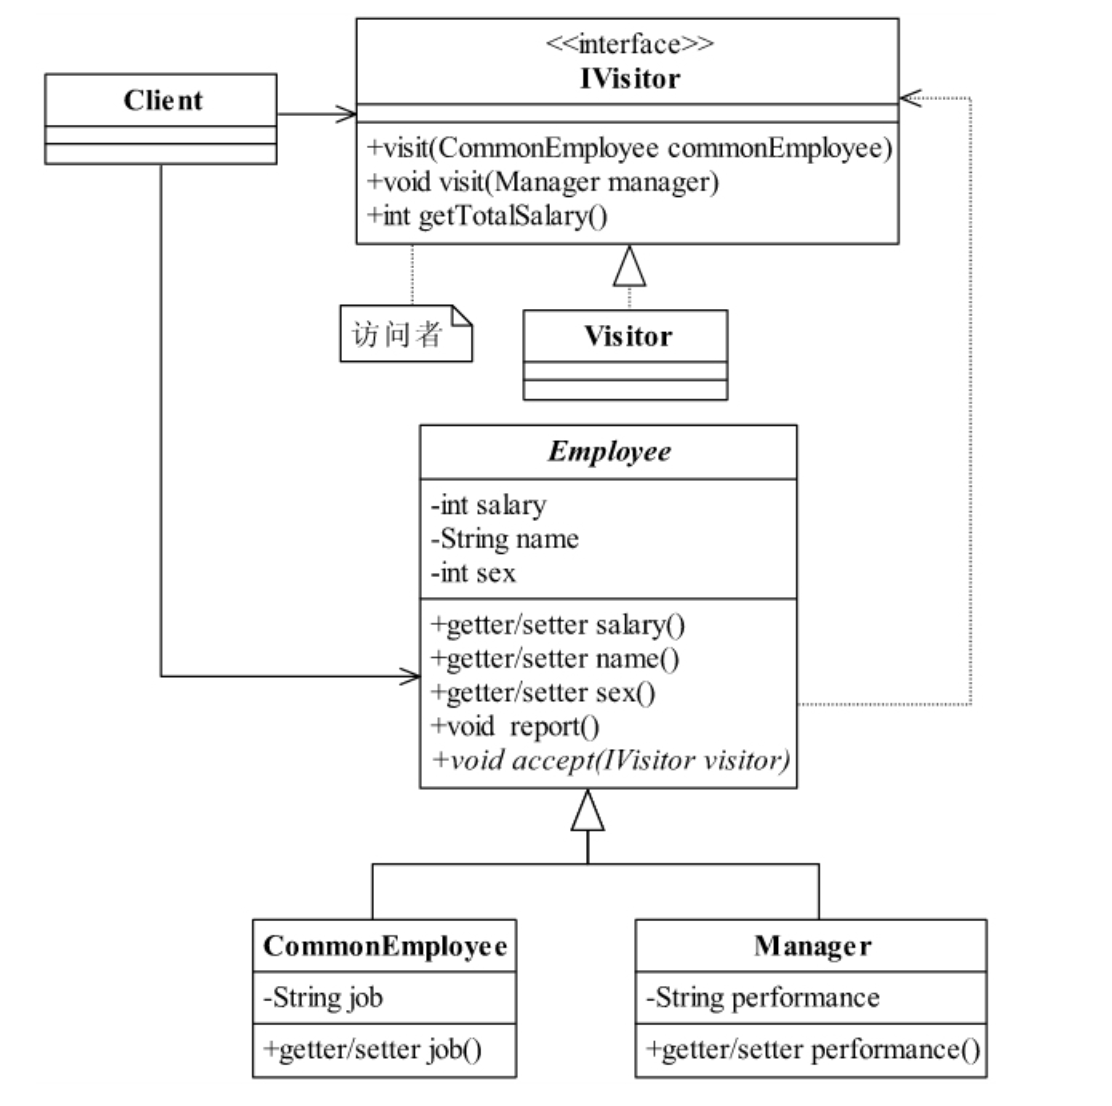 Client
<<interface>>
IVisitor
+visit(CommonEmployee commonEmployee)
+void visit(Manager manager)
+int getTotalSalary()
访问者
Visitor
Employee
-int salary
-String name
-int sex
+getter/setter salary()
+getter/setter name()
+getter/setter sex()
+void report()
+void accept(IVisitor visitor)
CommonEmployee
-String job
+getter/setter job()
Manager
-String performance
+getter/setter performance()